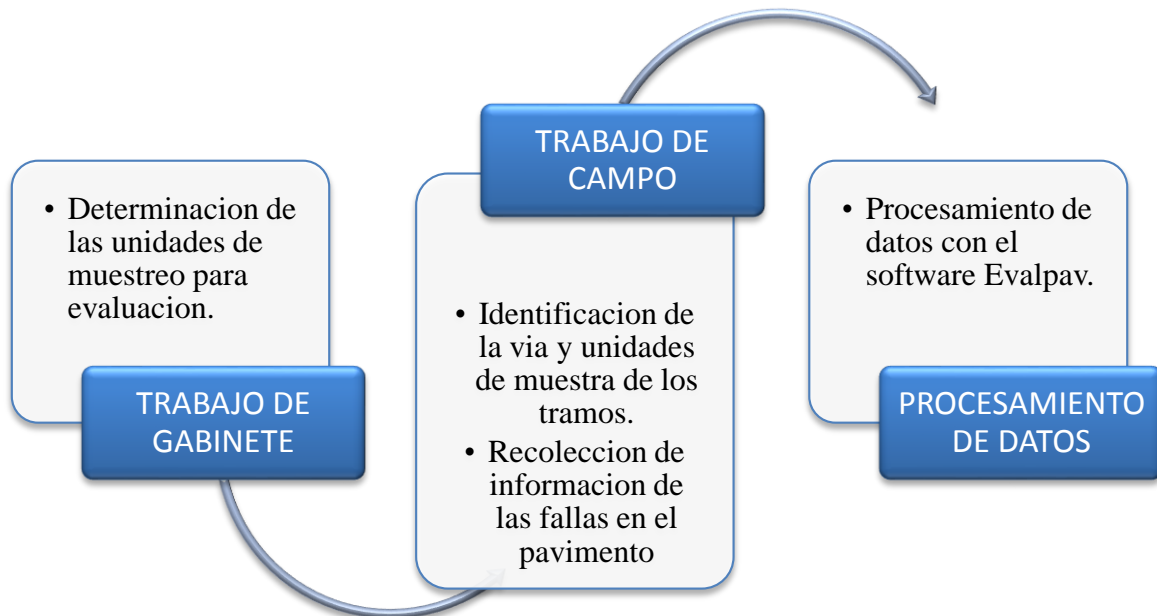 • Determinacion de
las unidades de
muestreo para
evaluacion.
TRABAJO DE
GABINETE
TRABAJO DE
CAMPO
• Identificacion de
la via y unidades
de muestra de los
tramos.
• Recoleccion de
informacion de
las fallas en el
pavimento
• Procesamiento de
datos con el
software Evalpav.
PROCESAMIENTO
DE DATOS